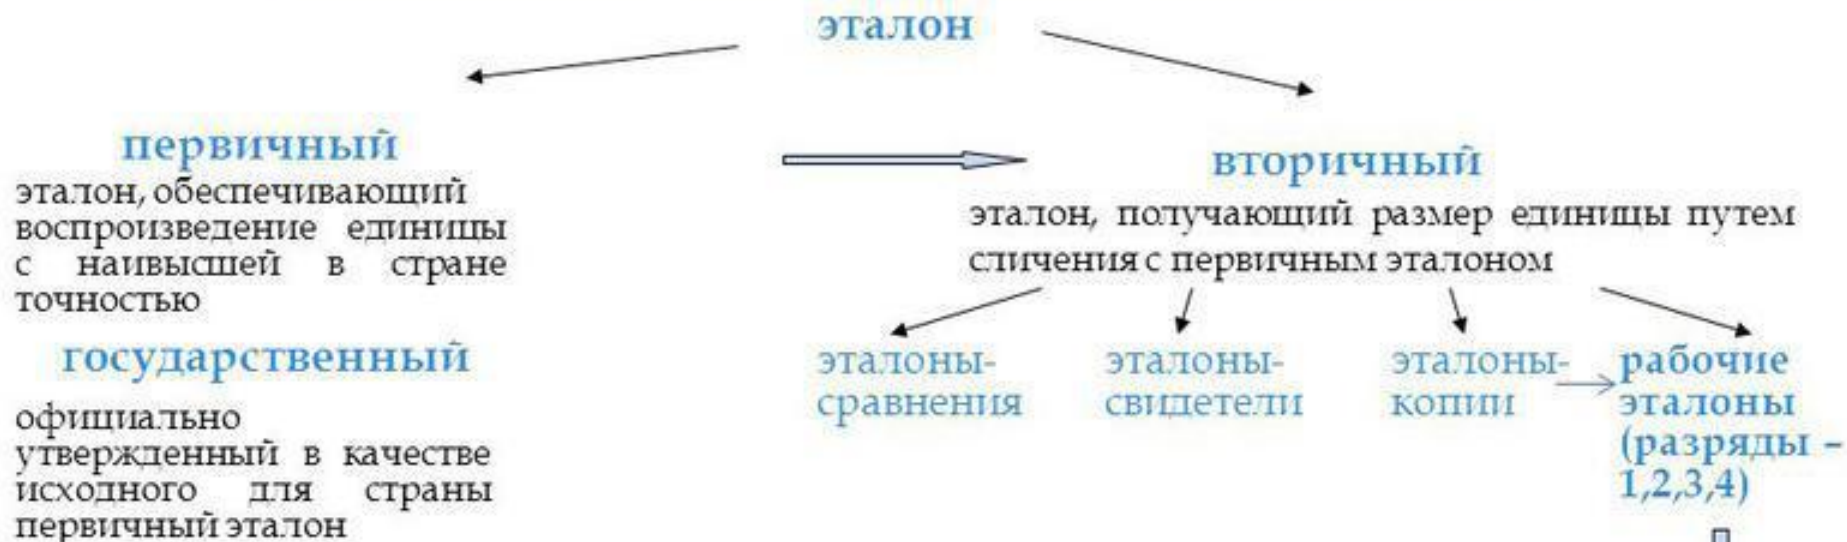 эталон
первичный
эталон, обеспечивающий
воспроизведение единицы
с наивысшей в стране
точностью
государственный
официально
утвержденный в качестве
исходного для страны
первичный эталон
вторичный
эталон, получающий размер единицы путем
сличения с первичным эталоном
эталоны-
сравнения
эталоны-
свидетели
эталоны-
копии
рабочие
эталоны
(разряды –
1,2,3,4)